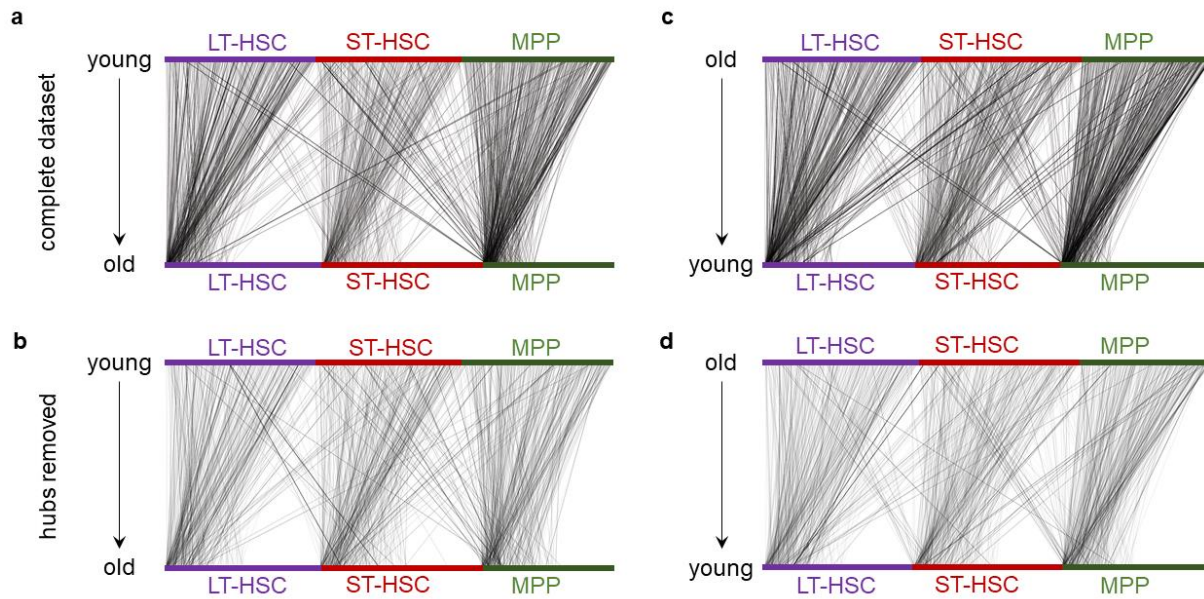 a
complete dataset
young
LT-HSC ST-HSC MPP
old
LT-HSC ST-HSC MPP
c
old
LT-HSC ST-HSC MPP
young
LT-HSC ST-HSC MPP
b
hubs removed
young
LT-HSC ST-HSC MPP
old
LT-HSC ST-HSC MPP
d
old
LT-HSC ST-HSC MPP
young
LT-HSC ST-HSC MPP